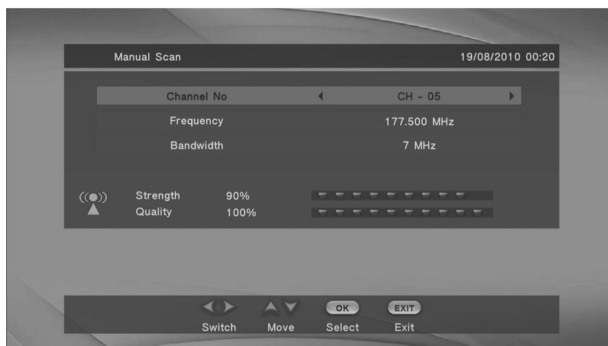 Manual Scan 19/08/2010 00:20
Channel No CH - 05
Frequency 177.500 MHz
Bandwidth 7 MHz
Strength 90%
Quality 100%
OK EXIT
Switch Move Select Exit